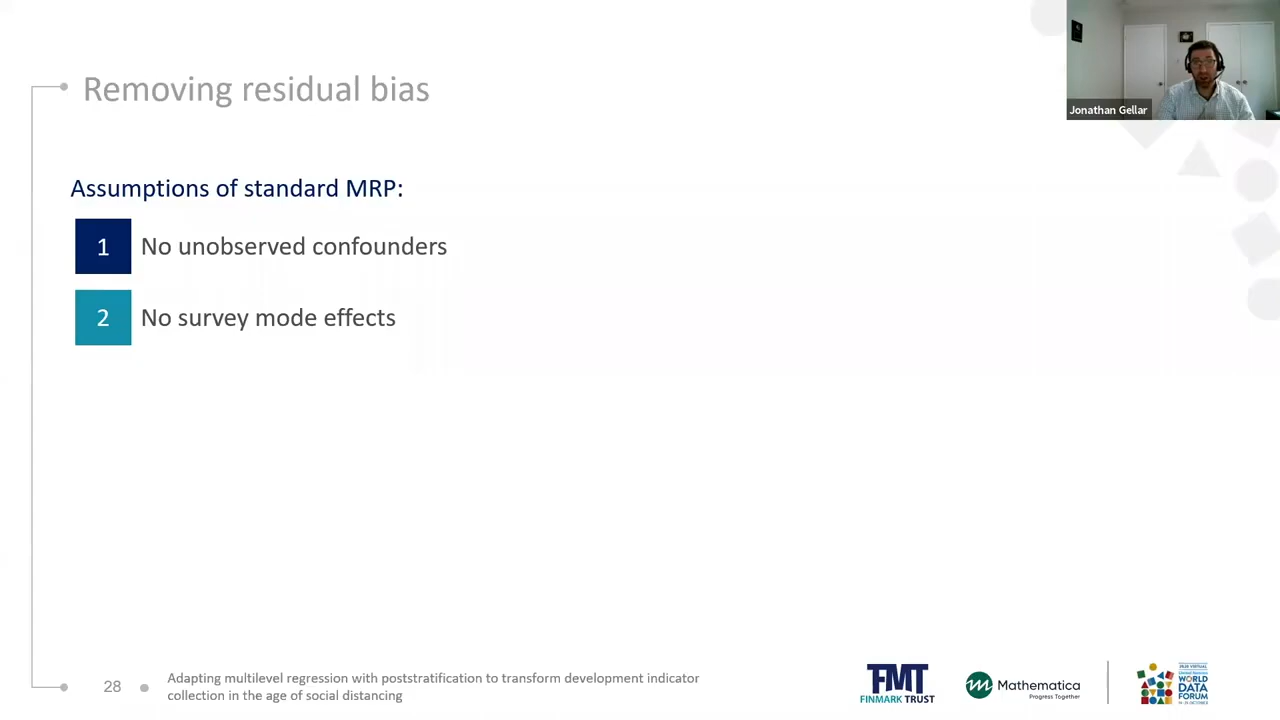 Removing residual bias
Jonathan Gellar
Assumptions of standard MRP:
1 No unobserved confounders
2 No survey mode effects
28
Adapting multilevel regression with poststratification to transform development indicator
collection in the age of social distancing
FMT
FINMARK TRUST
Mathematica
Progress Together
WORLD
DATA
FORUM